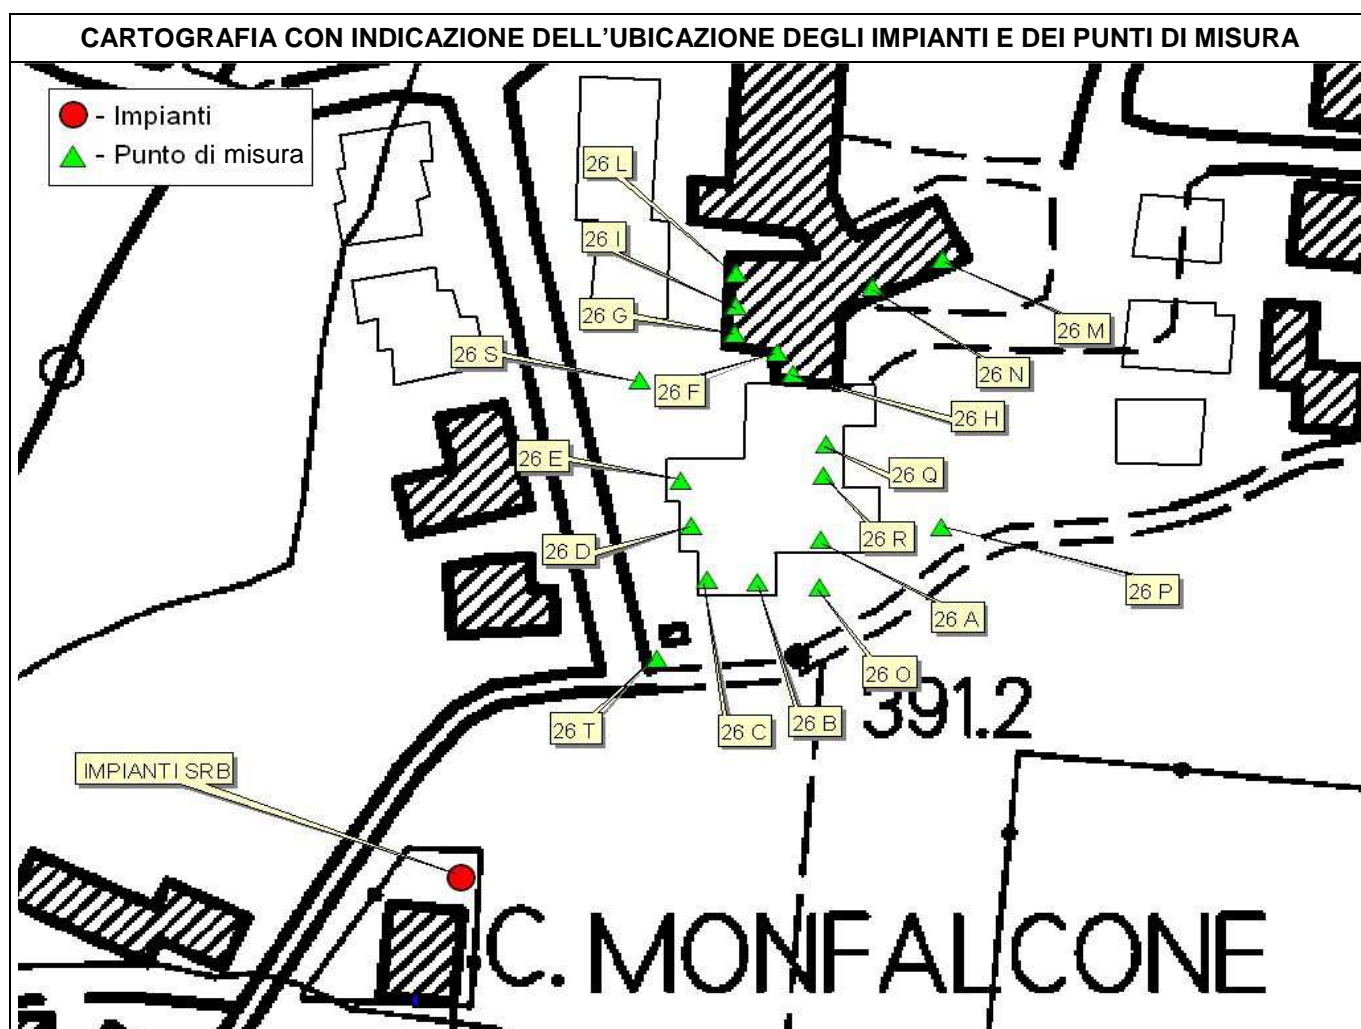 CARTOGRAFIA CON INDICAZIONE DELL'UBICAZIONE DEGLI IMPIANTI E DEI PUNTI DI MISURA
- Impianti
- Punto di misura
26 L
26 I
26 G
26 S
26 F
26 M
26 N
26 H
26 E
26 Q
26 D
26 R
26 P
26 A
26 O
26 T
26 C
26 B
391.2
IMPIANTI SRB
C. MONFALCONE